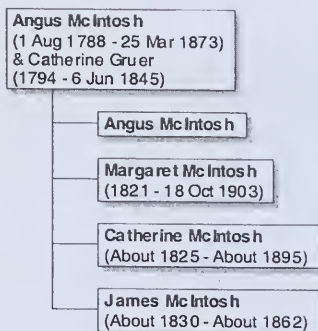 Angus McIntosh
(1 Aug 1788 - 25 Mar 1873)
& Catherine Gruer
(1794 - 6 Jun 1845)
Angus McIntosh
Margaret McIntosh
(1821 - 18 Oct 1903)
Catherine McIntosh
(About 1825 - About 1895)
James McIntosh
(About 1830 - About 1862)